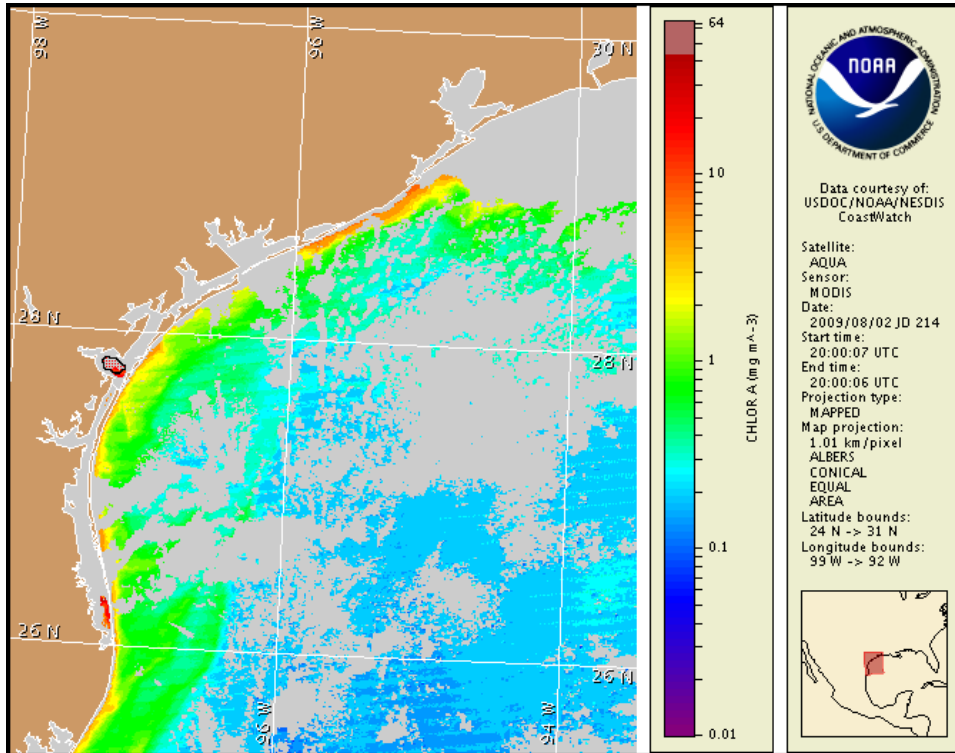 98 W
96 W
30 N
28 N
28 N
26 N
26 N
96 W
94 W
64
10
1
0.1
0.01
CHLOR A (mg m^-3)
NATIONAL OCEANIC AND ATMOSPHERIC ADMINISTRATION
NOAA
U.S. DEPARTMENT OF COMMERCE
Data courtesy of:
USDOC/NOAA/NESDIS
CoastWatch
Satellite:
AQUA
Sensor:
MODIS
Date:
2009/08/02 JD 214
Start time:
20:00:07 UTC
End time:
20:00:06 UTC
Projection type:
MAPPED
Map projection:
1.01 km/pixel
ALBERS
CONICAL
EQUAL
AREA
Latitude bounds:
24 N -> 31 N
Longitude bounds:
99 W -> 92 W